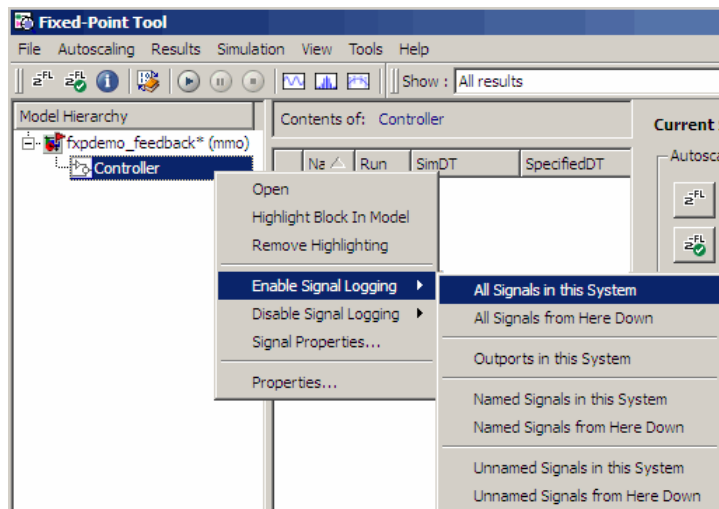 Fixed-Point Tool
File Autoscaling Results Simulation View Tools Help
Show : All results
Model Hierarchy
fxpdemo_feedback* (mmo)
Controller
Contents of: Controller
Na Run SimDT SpecifiedDT
Current
Autosca
Open
Highlight Block In Model
Remove Highlighting
Enable Signal Logging
Disable Signal Logging
Signal Properties...
Properties...
All Signals in this System
All Signals from Here Down
Outports in this System
Named Signals in this System
Named Signals from Here Down
Unnamed Signals in this System
Unnamed Signals from Here Down